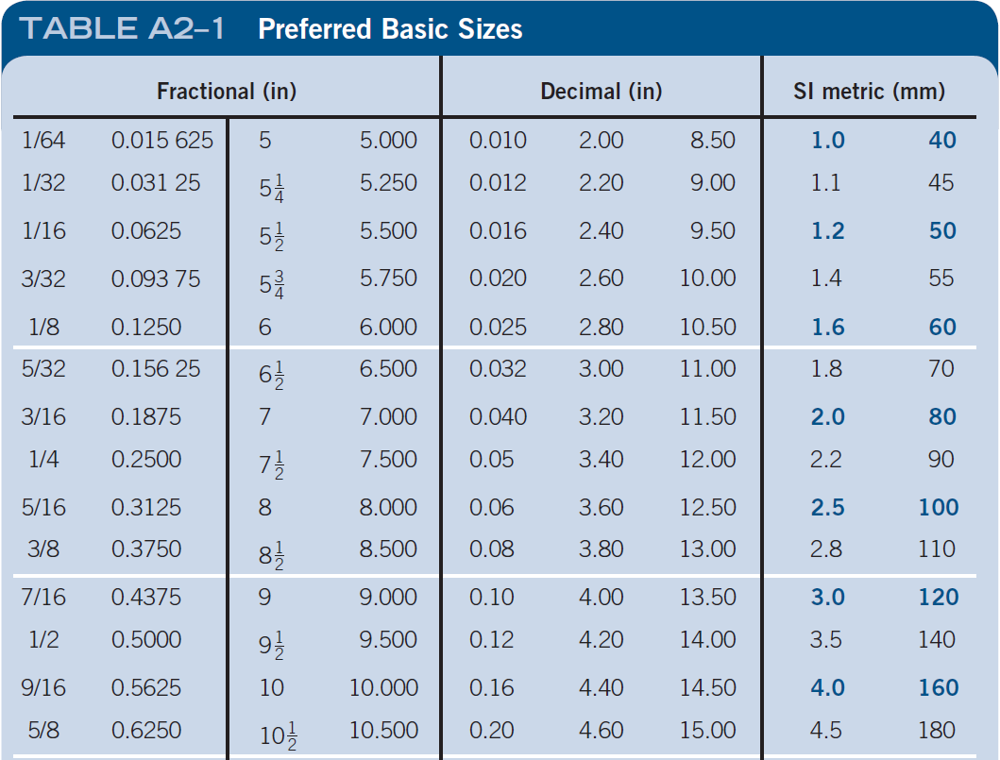 TABLE A2–1 Preferred Basic Sizes
Fractional (in) Decimal (in) SI metric (mm)
1/64 0.015 625 5 5.000 0.010 2.00 8.50 1.0 40
1/32 0.031 25 5 1/4 5.250 0.012 2.20 9.00 1.1 45
1/16 0.0625 5 1/2 5.500 0.016 2.40 9.50 1.2 50
3/32 0.093 75 5 3/4 5.750 0.020 2.60 10.00 1.4 55
1/8 0.1250 6 6.000 0.025 2.80 10.50 1.6 60
5/32 0.156 25 6 1/2 6.500 0.032 3.00 11.00 1.8 70
3/16 0.1875 7 7.000 0.040 3.20 11.50 2.0 80
1/4 0.2500 7 1/2 7.500 0.05 3.40 12.00 2.2 90
5/16 0.3125 8 8.000 0.06 3.60 12.50 2.5 100
3/8 0.3750 8 1/2 8.500 0.08 3.80 13.00 2.8 110
7/16 0.4375 9 9.000 0.10 4.00 13.50 3.0 120
1/2 0.5000 9 1/2 9.500 0.12 4.20 14.00 3.5 140
9/16 0.5625 10 10.000 0.16 4.40 14.50 4.0 160
5/8 0.6250 10 1/2 10.500 0.20 4.60 15.00 4.5 180